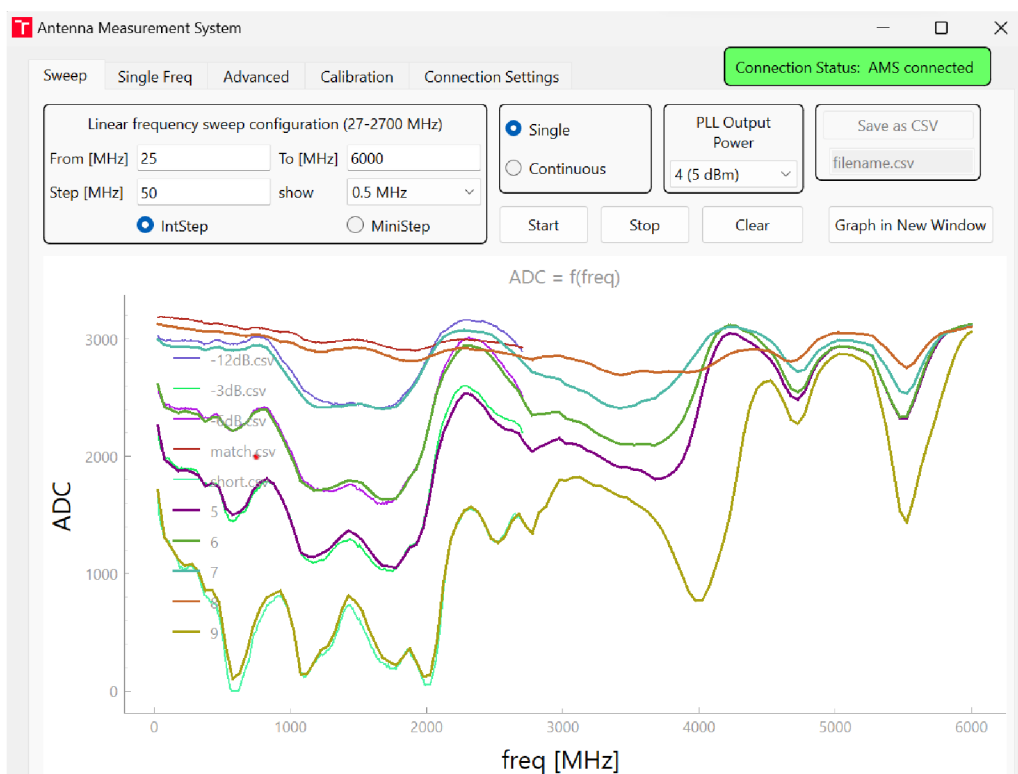 Antenna Measurement System
Sweep Single Freq Advanced Calibration Connection Settings
Connection Status: AMS connected
Linear frequency sweep configuration (27-2700 MHz)
From [MHz] 25 To [MHz] 6000
Step [MHz] 50 show 0.5 MHz
IntStep MiniStep
Single
Continuous
PLL Output
Power
4 (5 dBm)
Save as CSV
filename.csv
Start Stop Clear Graph in New Window
ADC = f(freq)
3000
2000
1000
0
ADC
-12dB.csv
-3dB.csv
-6dB.csv
match.csv
short.csv
5
6
7
8
9
0 1000 2000 3000 4000 5000 6000
freq [MHz]